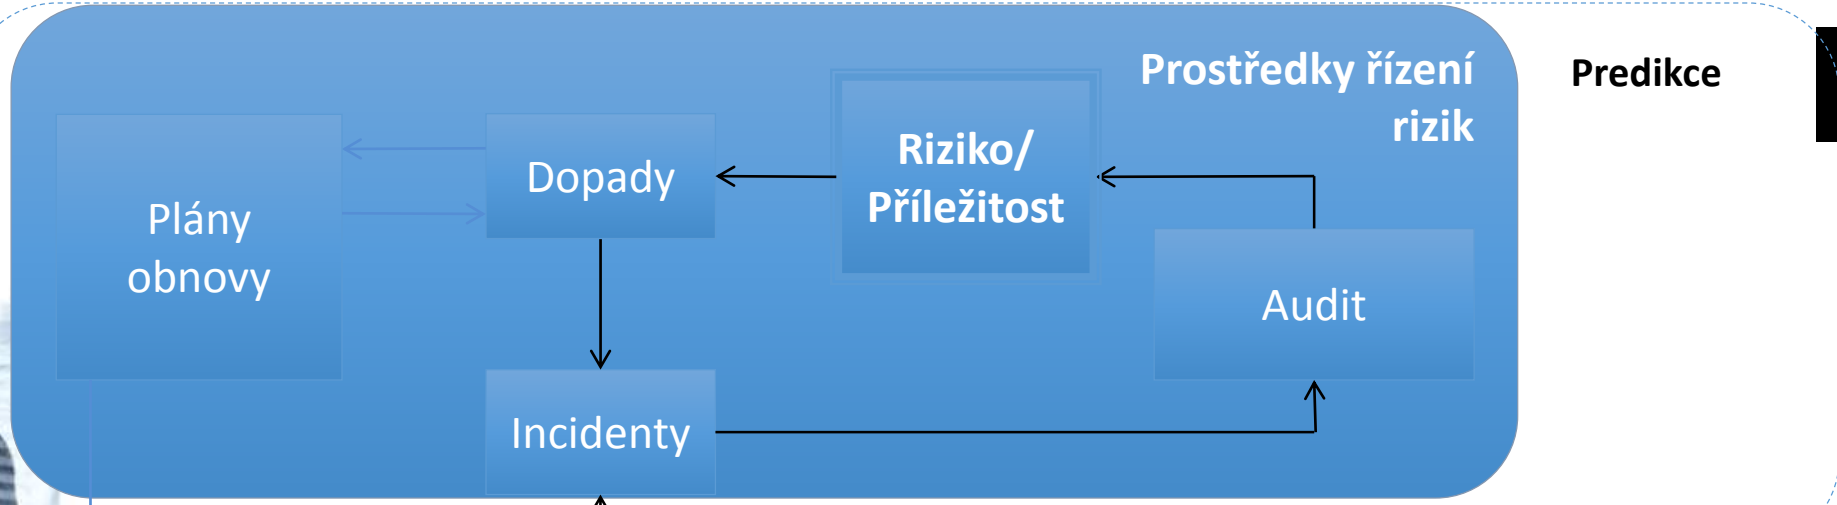 Prostředky řízení
rizik
Predikce
Riziko/
Příležitost
Dopady
Plány
obnovy
Audit
Incidenty